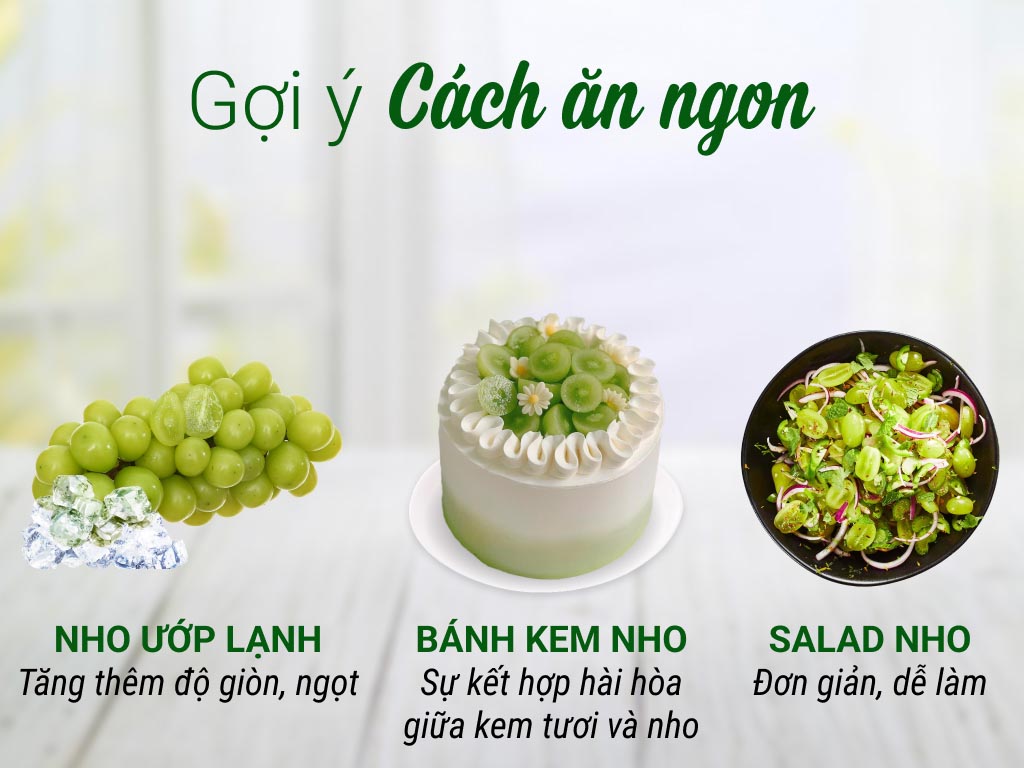 Gợi ý Cách ăn ngon
NHO ƯỚP LẠNH
Tăng thêm độ giòn, ngọt
BÁNH KEM NHO
Sự kết hợp hài hòa
giữa kem tươi và nho
SALAD NHO
Đơn giản, dễ làm